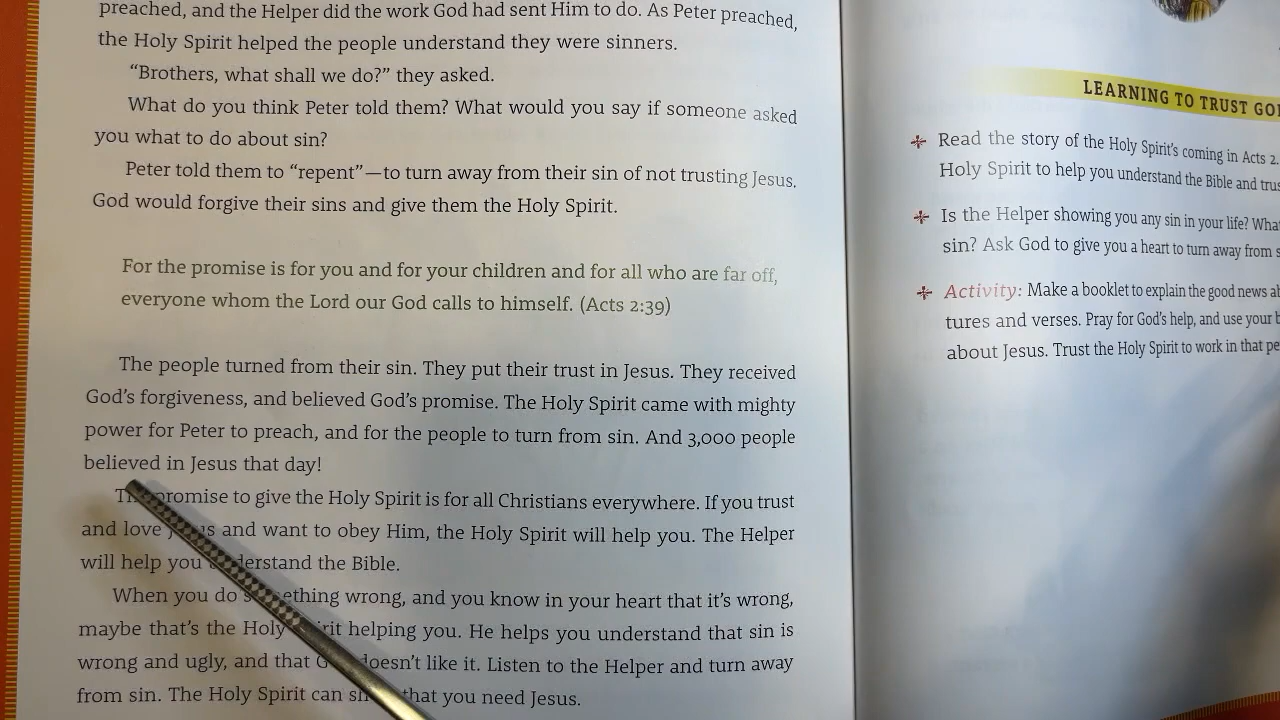 preached, and the Helper did the work God had sent Him to do. As Peter preached,
the Holy Spirit helped the people understand they were sinners.
“Brothers, what shall we do?” they asked.
What do you think Peter told them? What would you say if someone asked
you what to do about sin?
Peter told them to “repent”—to turn away from their sin of not trusting Jesus.
God would forgive their sins and give them the Holy Spirit.
For the promise is for you and for your children and for all who are far off,
everyone whom the Lord our God calls to himself. (Acts 2:39)
The people turned from their sin. They put their trust in Jesus. They received
God’s forgiveness, and believed God’s promise. The Holy Spirit came with mighty
power for Peter to preach, and for the people to turn from sin. And 3,000 people
believed in Jesus that day!
promise to give the Holy Spirit is for all Christians everywhere. If you trust
and love and want to obey Him, the Holy Spirit will help you. The Helper
will help you understand the Bible.
When you do something wrong, and you know in your heart that it’s wrong,
maybe that’s the Holy Spirit helping you. He helps you understand that sin is
wrong and ugly, and that doesn’t like it. Listen to the Helper and turn away
from sin. The Holy Spirit can that you need Jesus.
LEARNING TO TRUST
Read the story of the Holy Spirit’s coming in Acts 2.
Holy Spirit to help you understand the Bible and
Is the Helper showing you any sin in your life?
sin? Ask God to give you a heart to turn away from
Activity: Make a booklet to explain the good news
tures and verses. Pray for God’s help, and use your
about Jesus. Trust the Holy Spirit to work in that